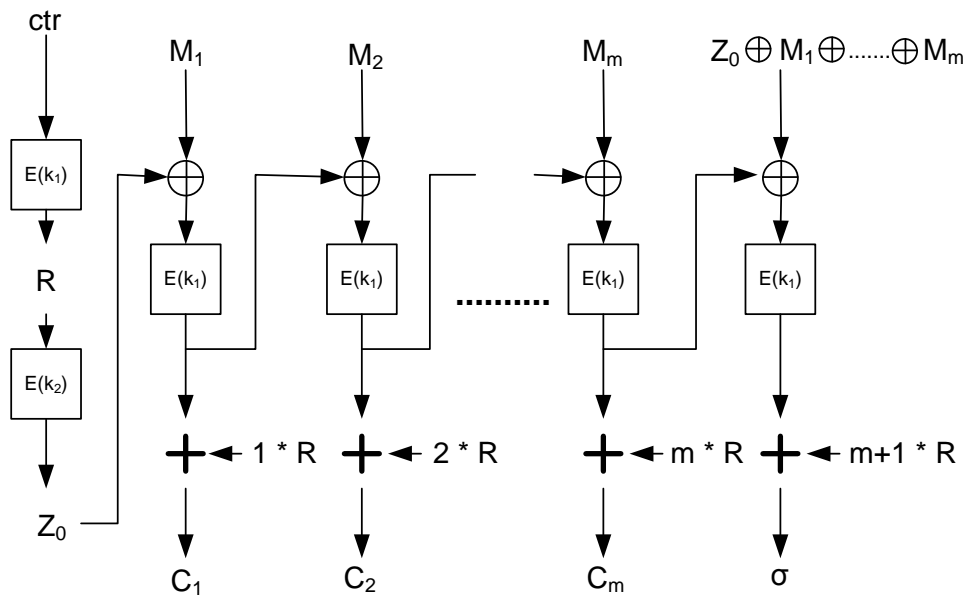 ctr
M₁
M₂
Mₘ
Z₀ ⊕ M₁ ⊕ ....... ⊕ Mₘ
E(k₁)
R
E(k₂)
Z₀
E(k₁)
E(k₁)
..........
E(k₁)
E(k₁)
1 * R
2 * R
m * R
m+1 * R
C₁
C₂
Cₘ
σ